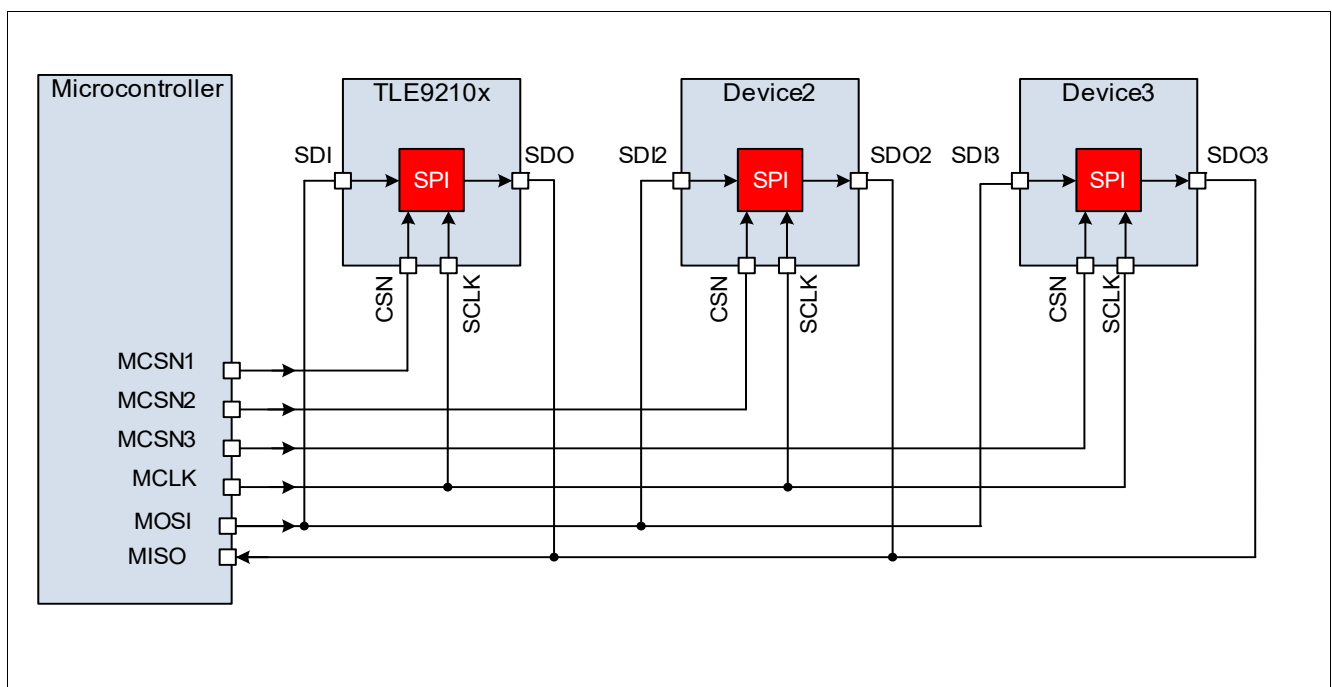 Microcontroller
TLE9210x
Device2
Device3
SDI
SDO
SDI2
SDO2
SDI3
SDO3
SPI
SPI
SPI
CSN
SCLK
CSN
SCLK
CSN
SCLK
MCSN1
MCSN2
MCSN3
MCLK
MOSI
MISO